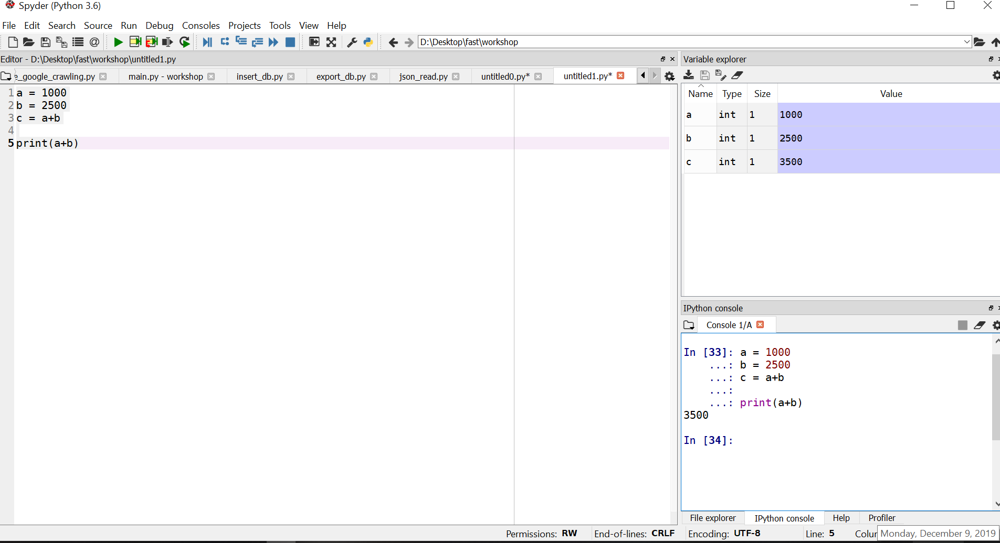 Spyder (Python 3.6)
File Edit Search Source Run Debug Consoles Projects Tools View Help
D:\Desktop\fast\workshop
Editor - D:\Desktop\fast\workshop\untitled1.py
e_google_crawling.py main.py - workshop insert_db.py export_db.py json_read.py untitled0.py* untitled1.py*
1 a = 1000
2 b = 2500
3 c = a+b
4
5 print(a+b)
Variable explorer
Name Type Size Value
a int 1 1000
b int 1 2500
c int 1 3500
IPython console
Console 1/A
In [33]: a = 1000
...: b = 2500
...: c = a+b
...:
...: print(a+b)
3500
In [34]:
File explorer IPython console Help Profiler
Permissions: RW End-of-lines: CRLF Encoding: UTF-8 Line: 5 Colur Monday, December 9, 2019